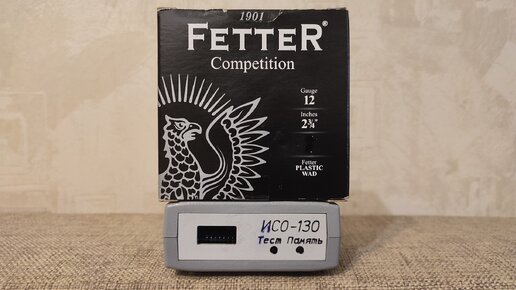 1901
FETTER®
Competition
Gauge
12
Inches
2¾"
Fetter
PLASTIC
WAD
ИСО-130
Тест Память